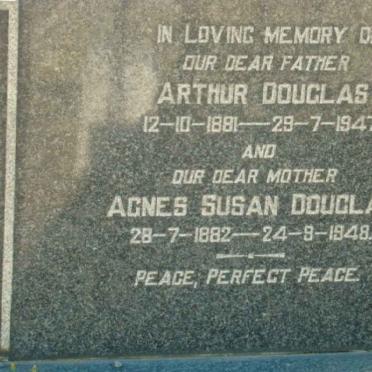 IN LOVING MEMORY O
OUR DEAR FATHER
ARTHUR DOUGLAS
12-10-1881—29-7-1947
AND
OUR DEAR MOTHER
AGNES SUSAN DOUGLA
28-7-1882—24-9-1948.
PEACE, PERFECT PEACE.